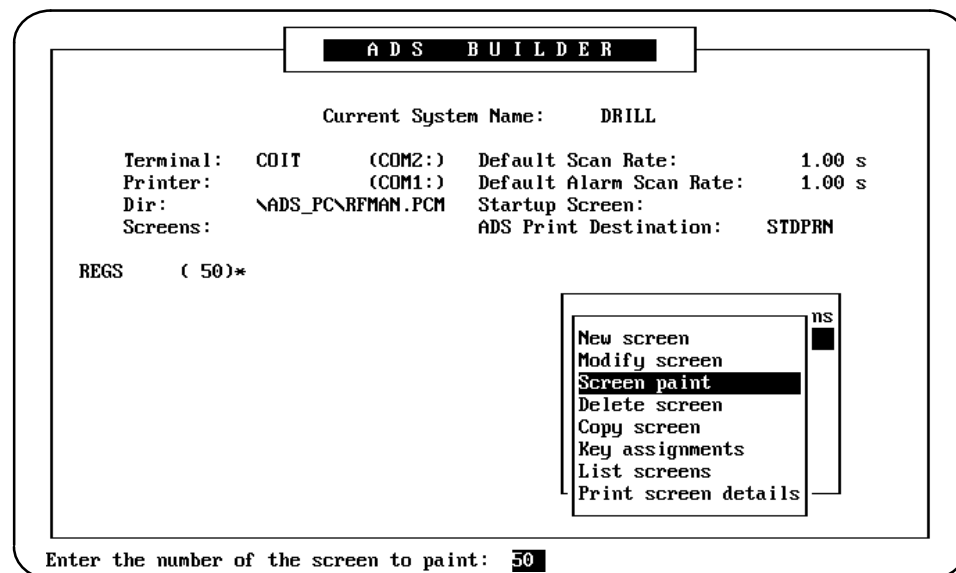 ADS BUILDER
Current System Name: DRILL
Terminal: COIT (COM2:) Default Scan Rate: 1.00 s
Printer: (COM1:) Default Alarm Scan Rate: 1.00 s
Dir: \ADS_PC\RFMAN.PCM Startup Screen:
Screens: ADS Print Destination: STDPRN
REGS ( 50)*
ns
New screen
Modify screen
Screen paint
Delete screen
Copy screen
Key assignments
List screens
Print screen details
Enter the number of the screen to paint: 50